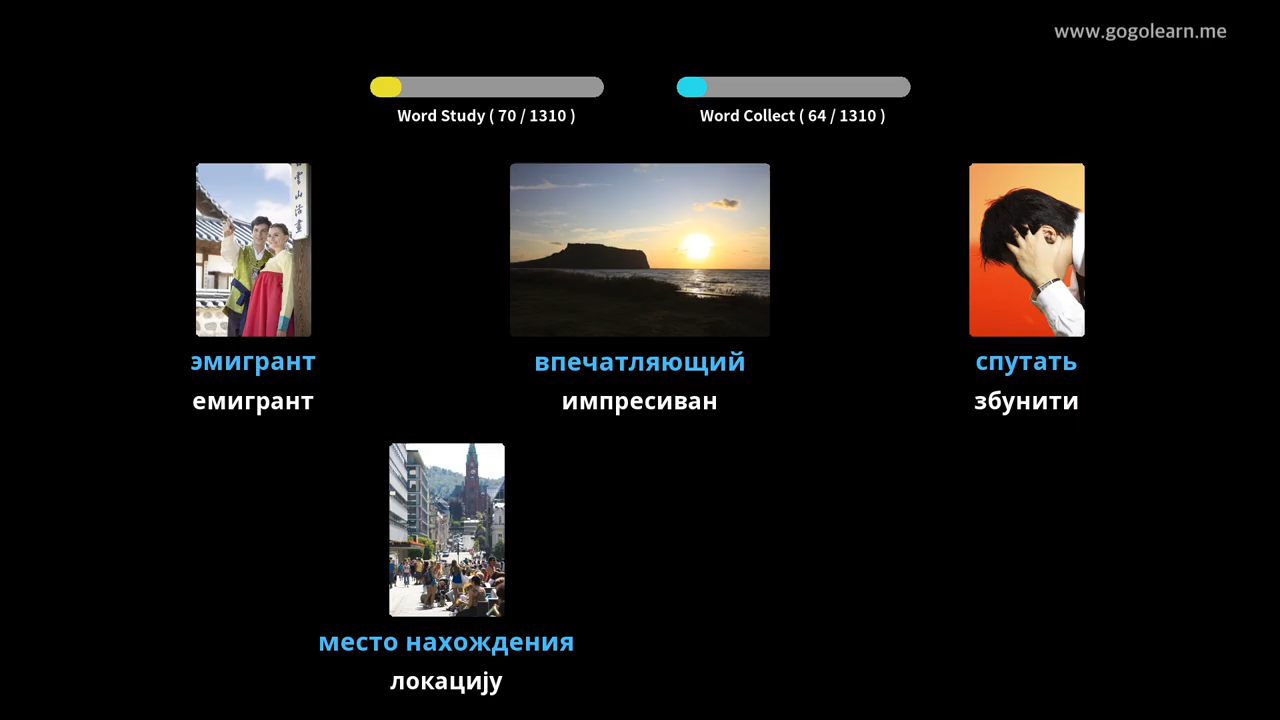 www.gogolearn.me
Word Study ( 70 / 1310 )
Word Collect ( 64 / 1310 )
эмигрант
емигрант
впечатляющий
импресиван
спутать
збунити
место нахождения
локацију